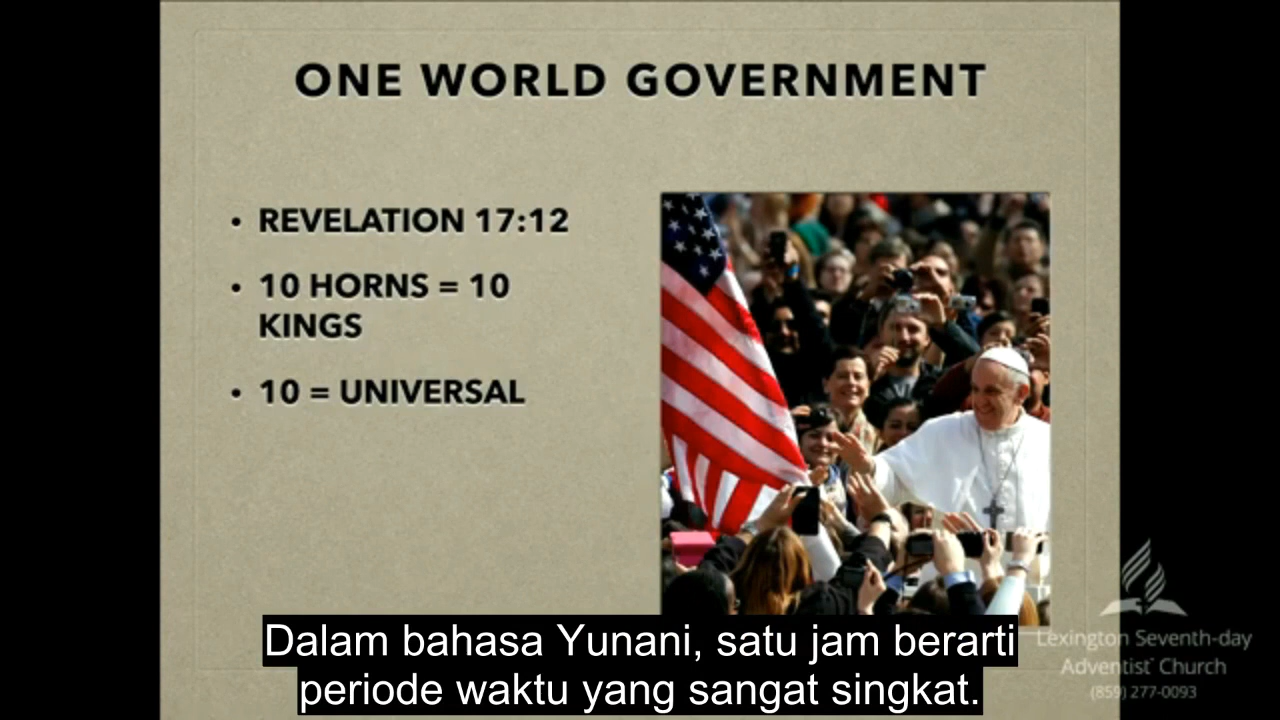 ONE WORLD GOVERNMENT
• REVELATION 17:12
• 10 HORNS = 10
KINGS
• 10 = UNIVERSAL
Dalam bahasa Yunani, satu jam berarti
periode waktu yang sangat singkat.
Lexington Seventh-day
Adventist® Church
(859) 277-0093